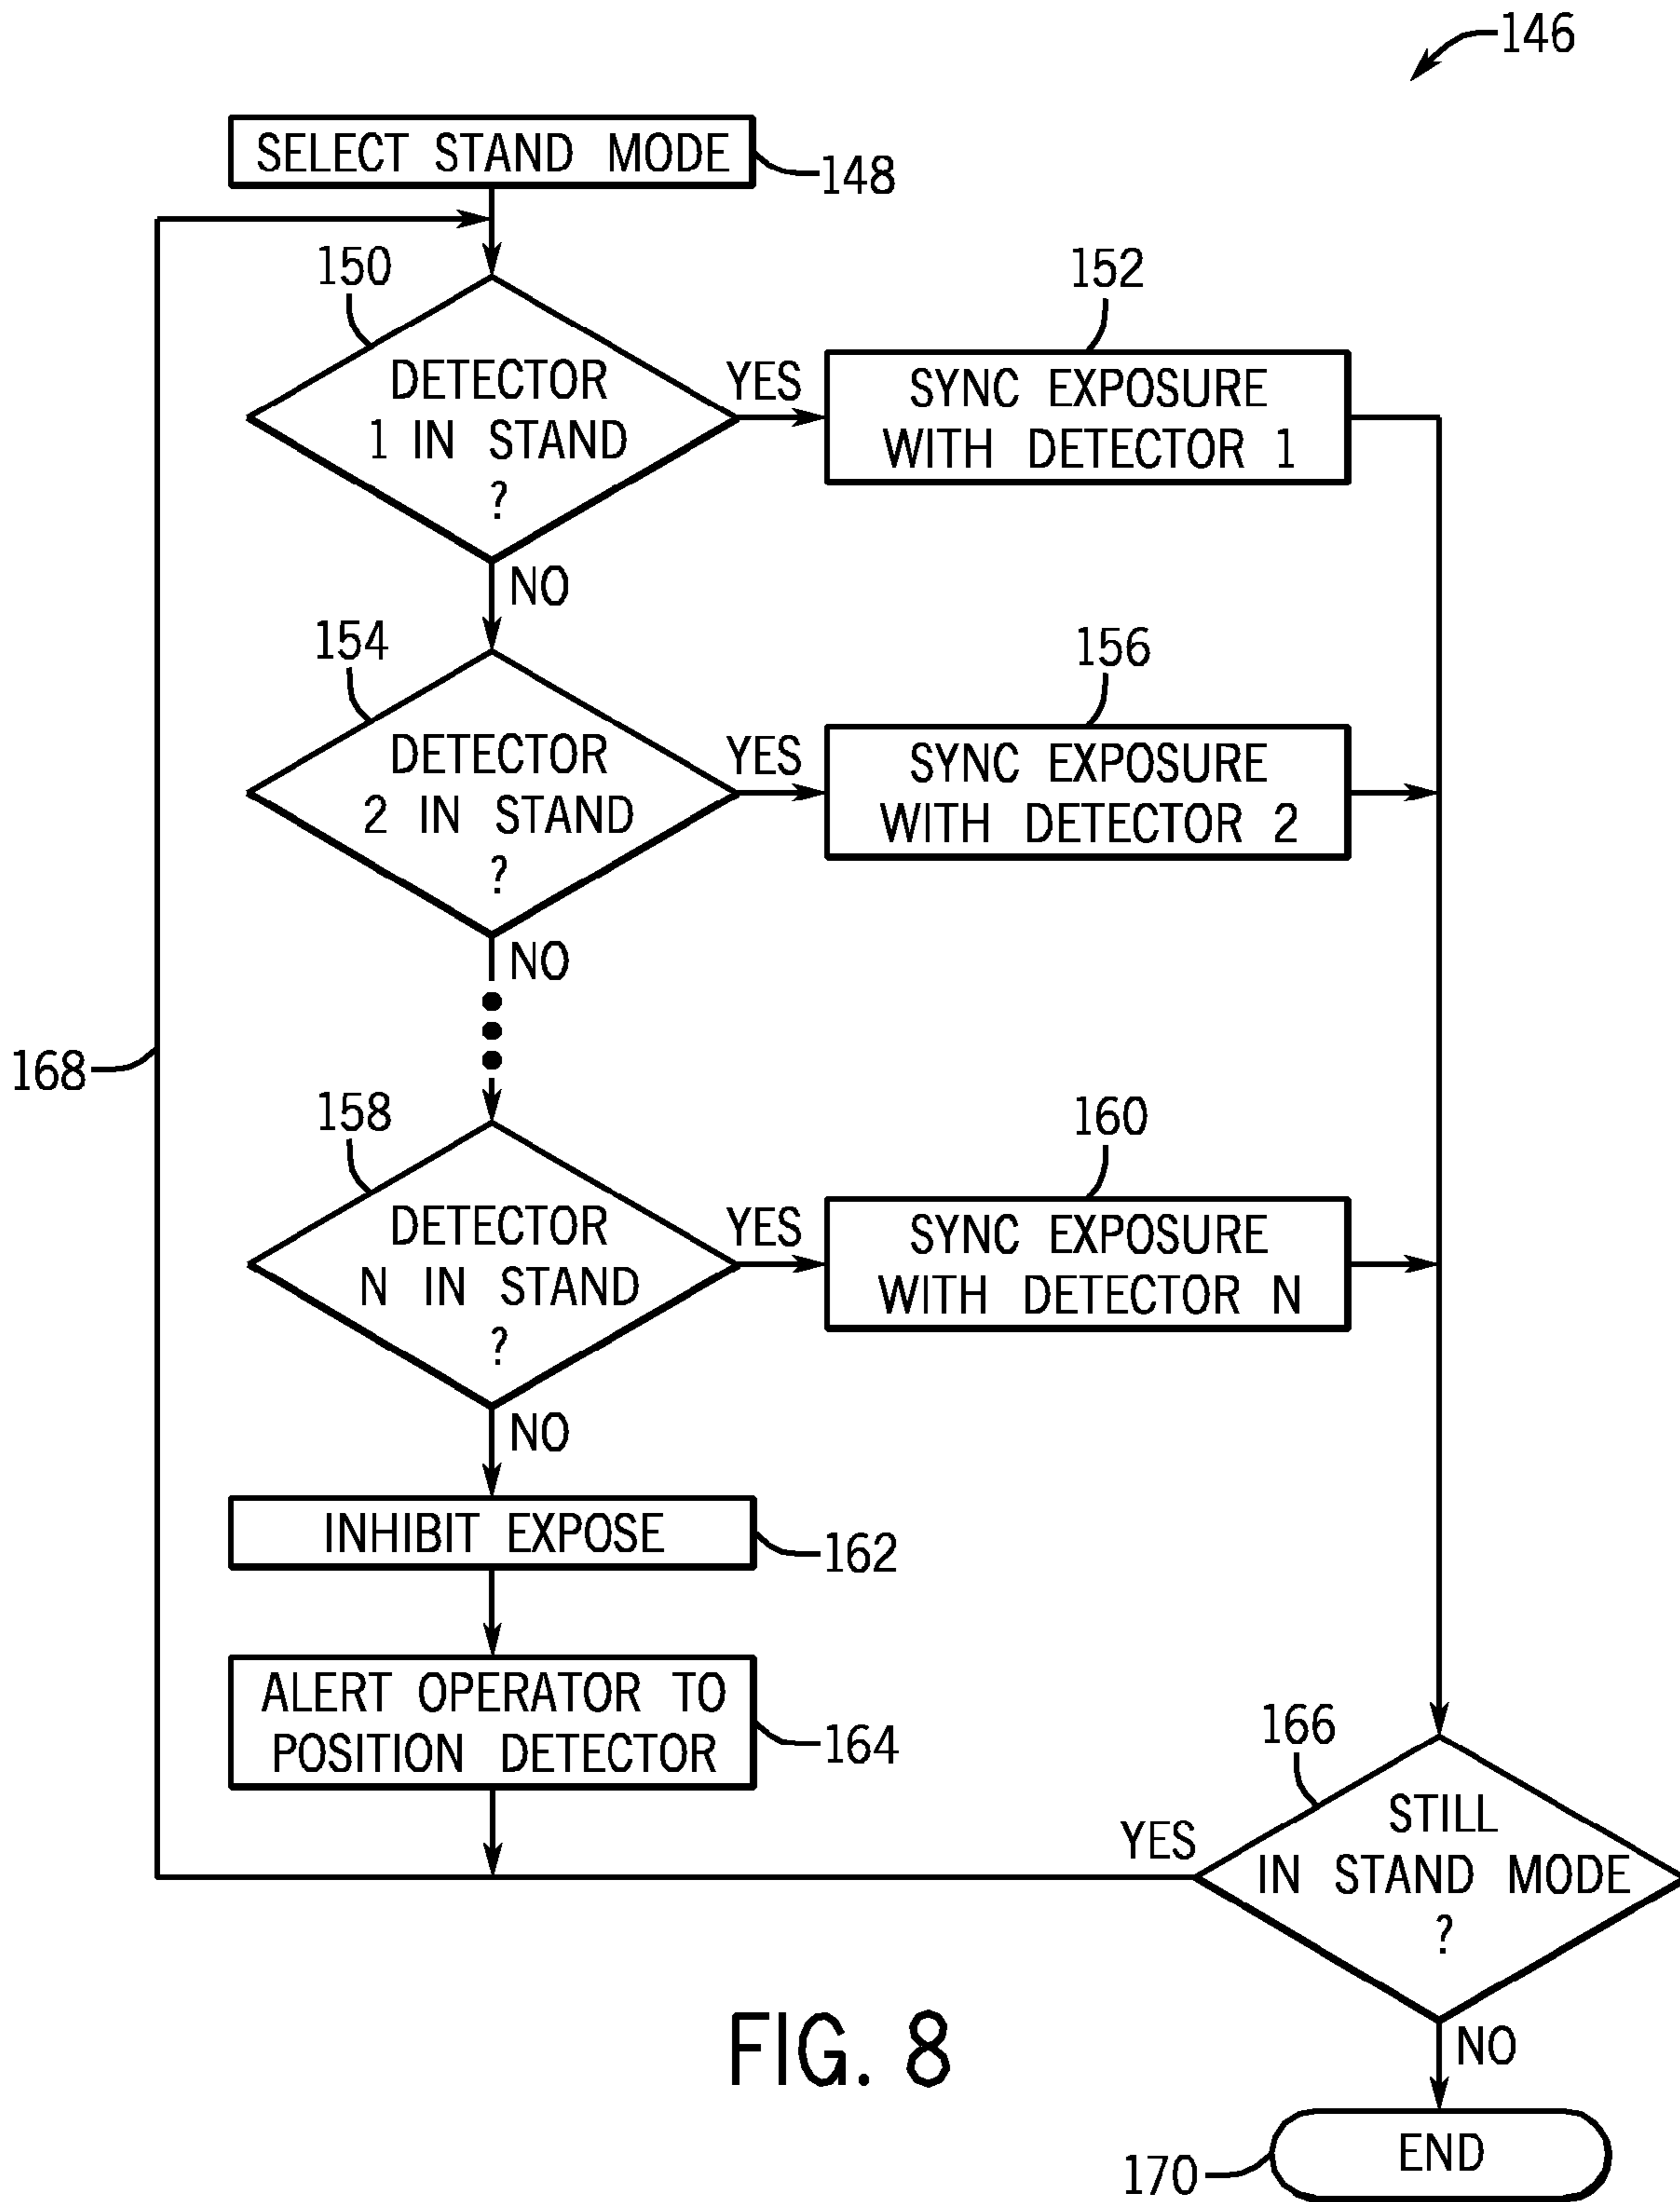 146
SELECT STAND MODE
148
150
DETECTOR
1 IN STAND
?
YES
NO
152
SYNC EXPOSURE
WITH DETECTOR 1
154
DETECTOR
2 IN STAND
?
YES
NO
156
SYNC EXPOSURE
WITH DETECTOR 2
168
158
DETECTOR
N IN STAND
?
YES
NO
160
SYNC EXPOSURE
WITH DETECTOR N
INHIBIT EXPOSE
162
ALERT OPERATOR TO
POSITION DETECTOR
164
166
STILL
IN STAND MODE
?
YES
NO
END
170
FIG. 8